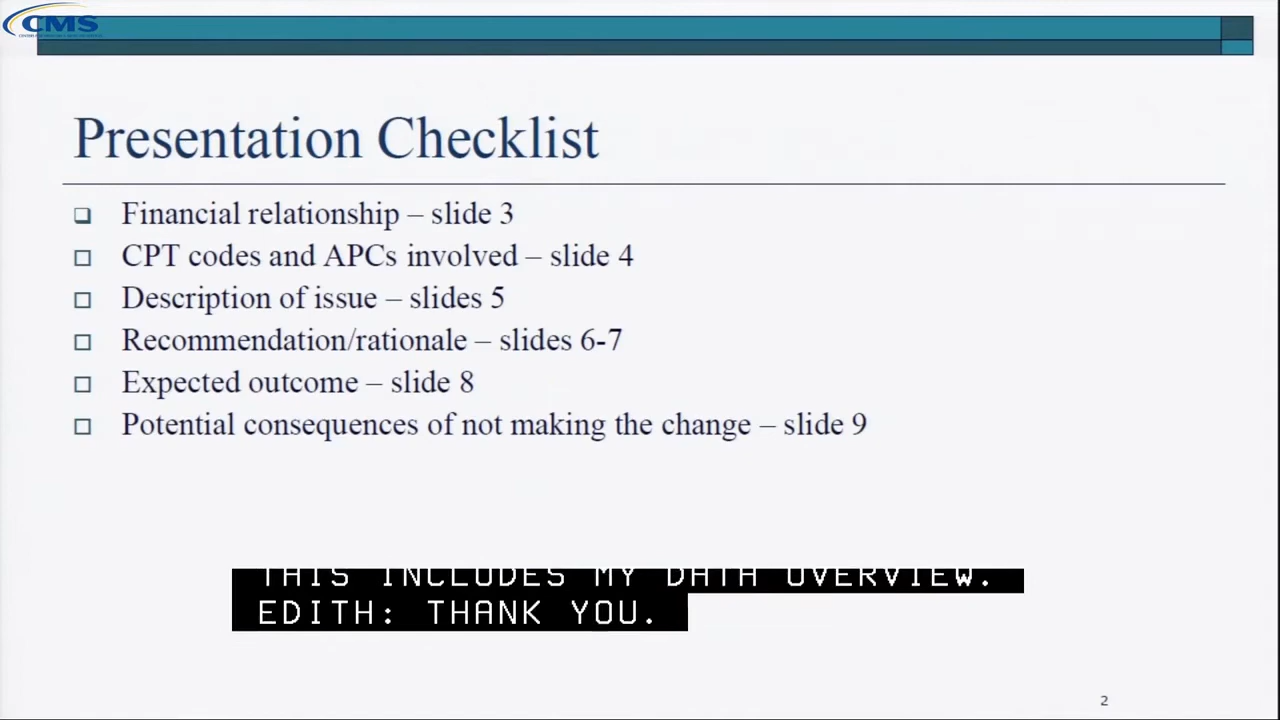 CMS
Presentation Checklist
Financial relationship – slide 3
CPT codes and APCs involved – slide 4
Description of issue – slides 5
Recommendation/rationale – slides 6-7
Expected outcome – slide 8
Potential consequences of not making the change – slide 9
THIS INCLUDES MY DATA OVERVIEW.
EDITH: THANK YOU.
2